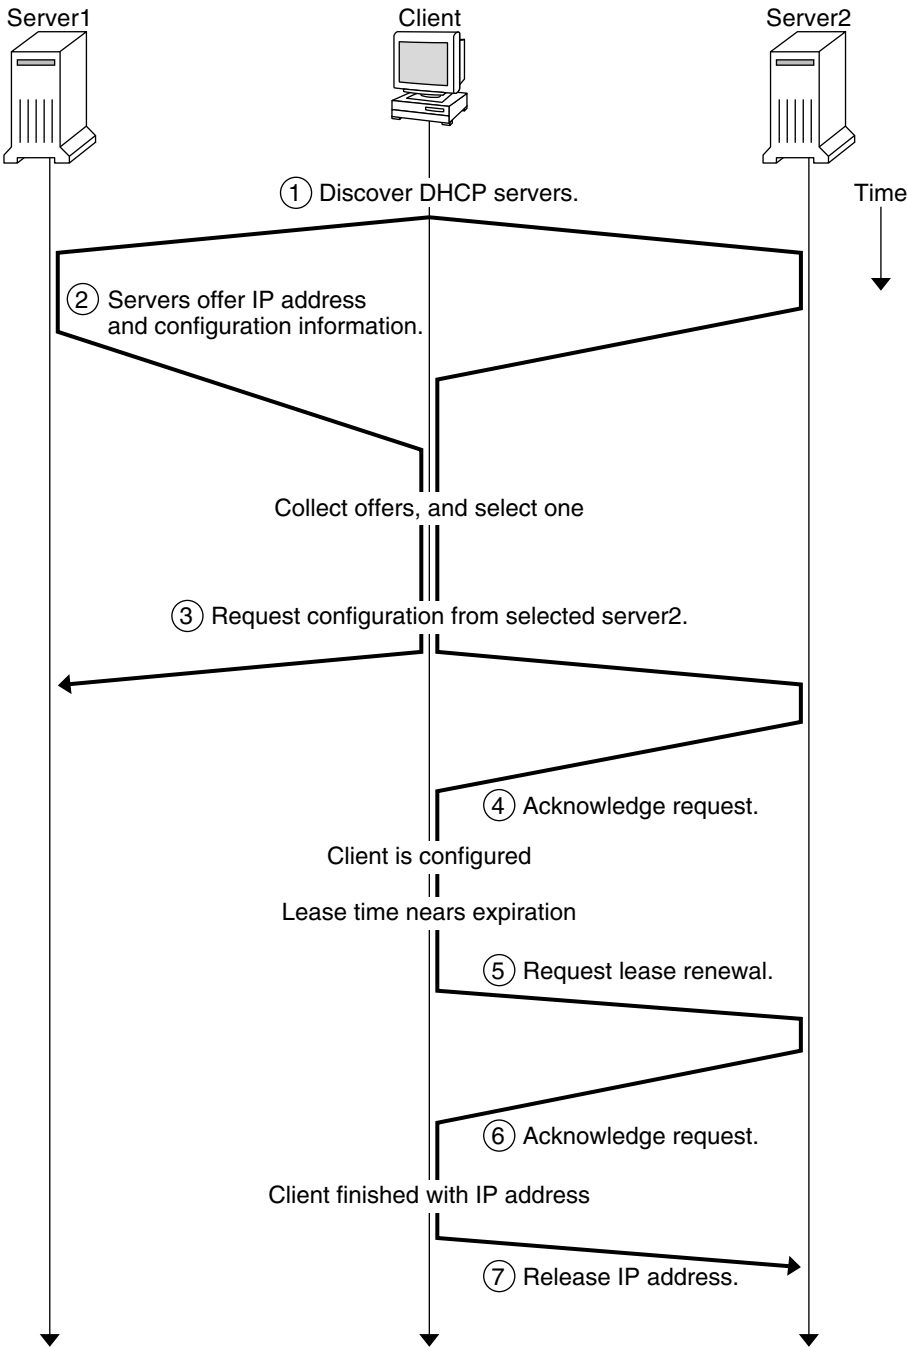 Server1
Client
Server2
1 Discover DHCP servers.
Time
2 Servers offer IP address
and configuration information.
Collect offers, and select one
3 Request configuration from selected server2.
4 Acknowledge request.
Client is configured
Lease time nears expiration
5 Request lease renewal.
6 Acknowledge request.
Client finished with IP address
7 Release IP address.